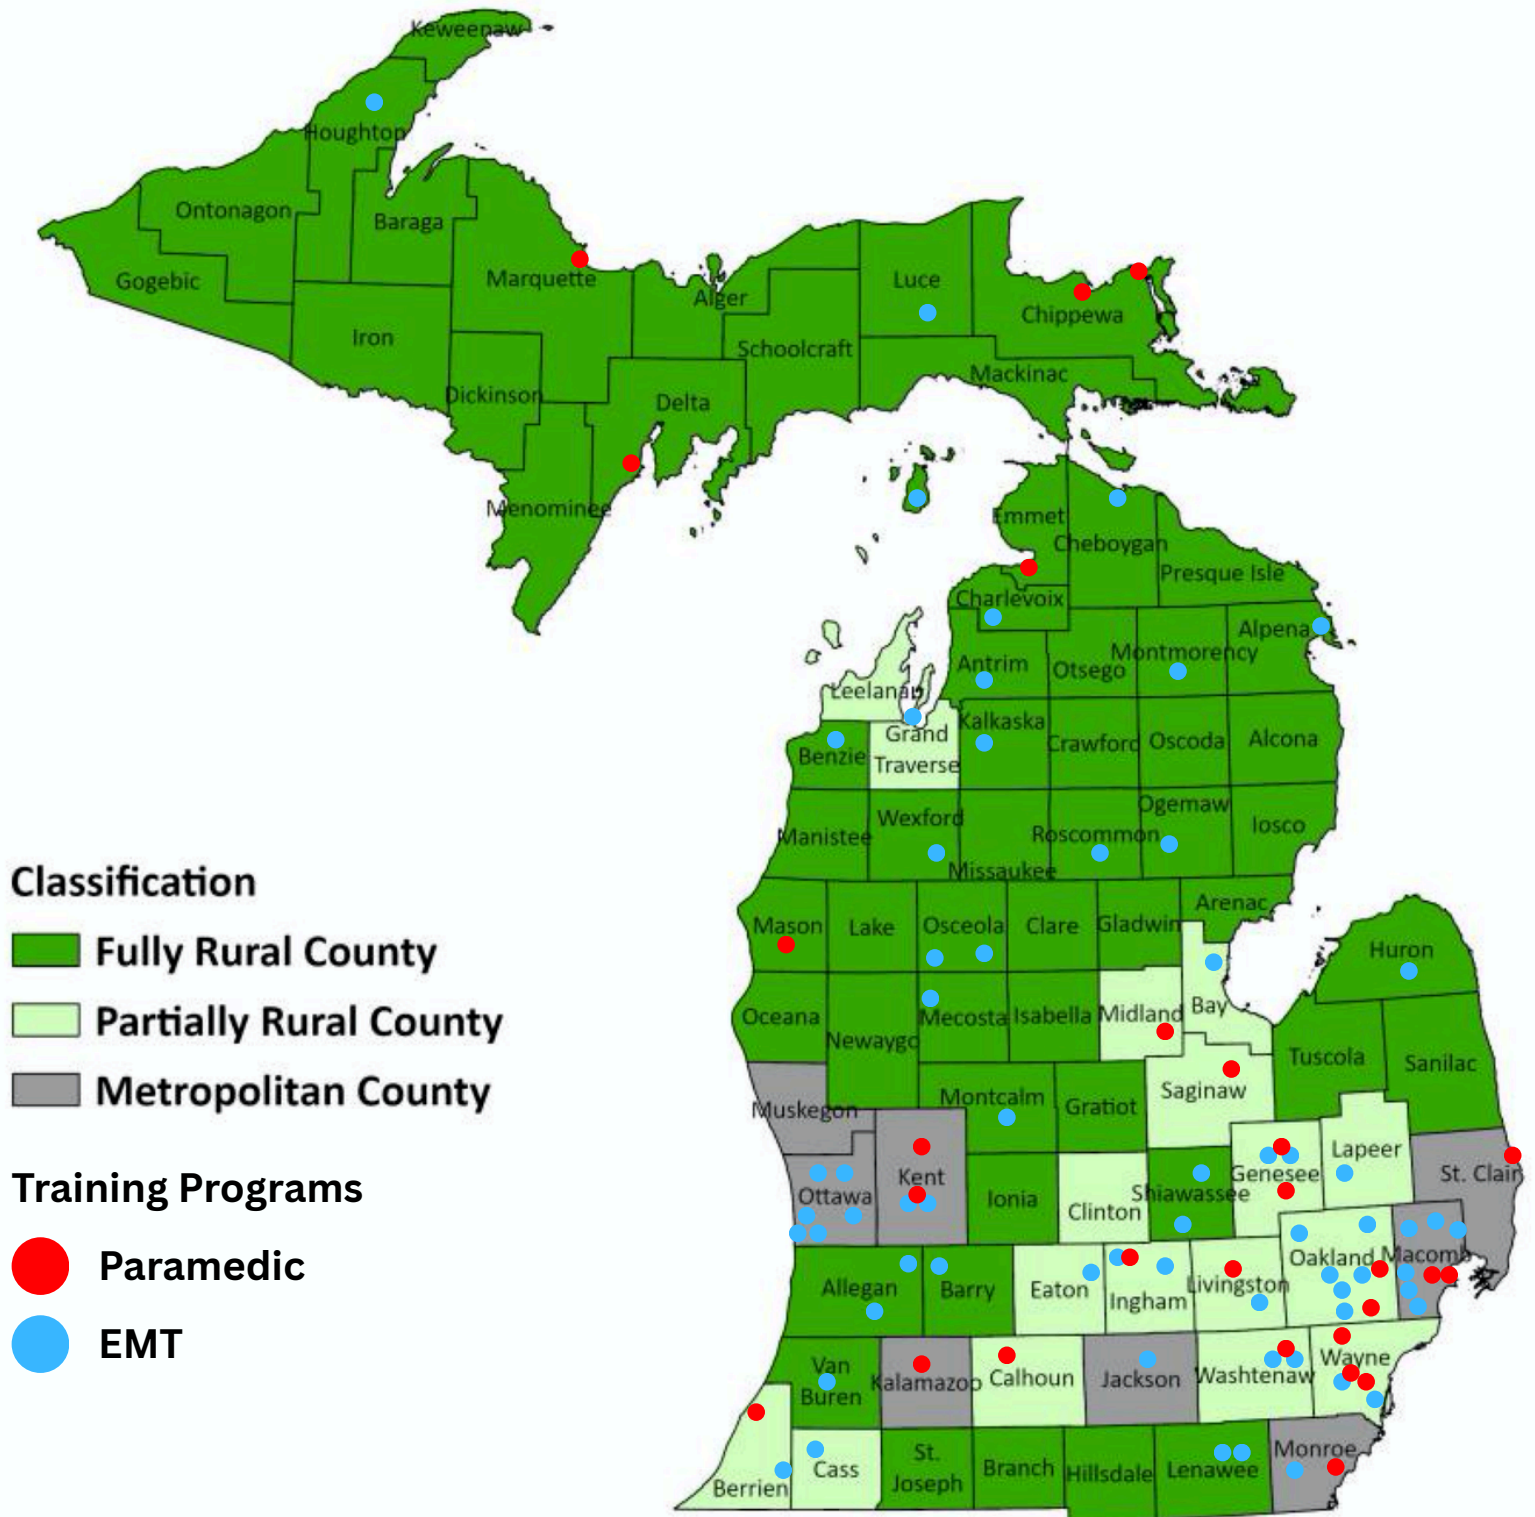 Keweenaw
Houghton
Ontonagon
Baraga
Gogebic
Marquette
Alger
Luce
Chippewa
Iron
Schoolcraft
Mackinac
Dickinson
Delta
Menominee
Emmet
Cheboygan
Presque Isle
Charlevoix
Alpena
Antrim
Otsego
Montmorency
Leelanau
Grand
Traverse
Kalkaska
Crawford
Oscoda
Alcona
Benzie
Manistee
Wexford
Missaukee
Roscommon
Ogemaw
Iosco
Arenac
Mason
Lake
Osceola
Clare
Gladwin
Huron
Oceana
Newaygo
Mecosta
Isabella
Midland
Bay
Tuscola
Sanilac
Muskegon
Montcalm
Gratiot
Saginaw
Ottawa
Kent
Ionia
Clinton
Shiawassee
Genesee
Lapeer
St. Clair
Allegan
Barry
Eaton
Ingham
Livingston
Oakland
Macomb
Van
Buren
Kalamazoo
Calhoun
Jackson
Washtenaw
Wayne
Berrien
Cass
St.
Joseph
Branch
Hillsdale
Lenawee
Monroe
Classification
Fully Rural County
Partially Rural County
Metropolitan County
Training Programs
Paramedic
EMT